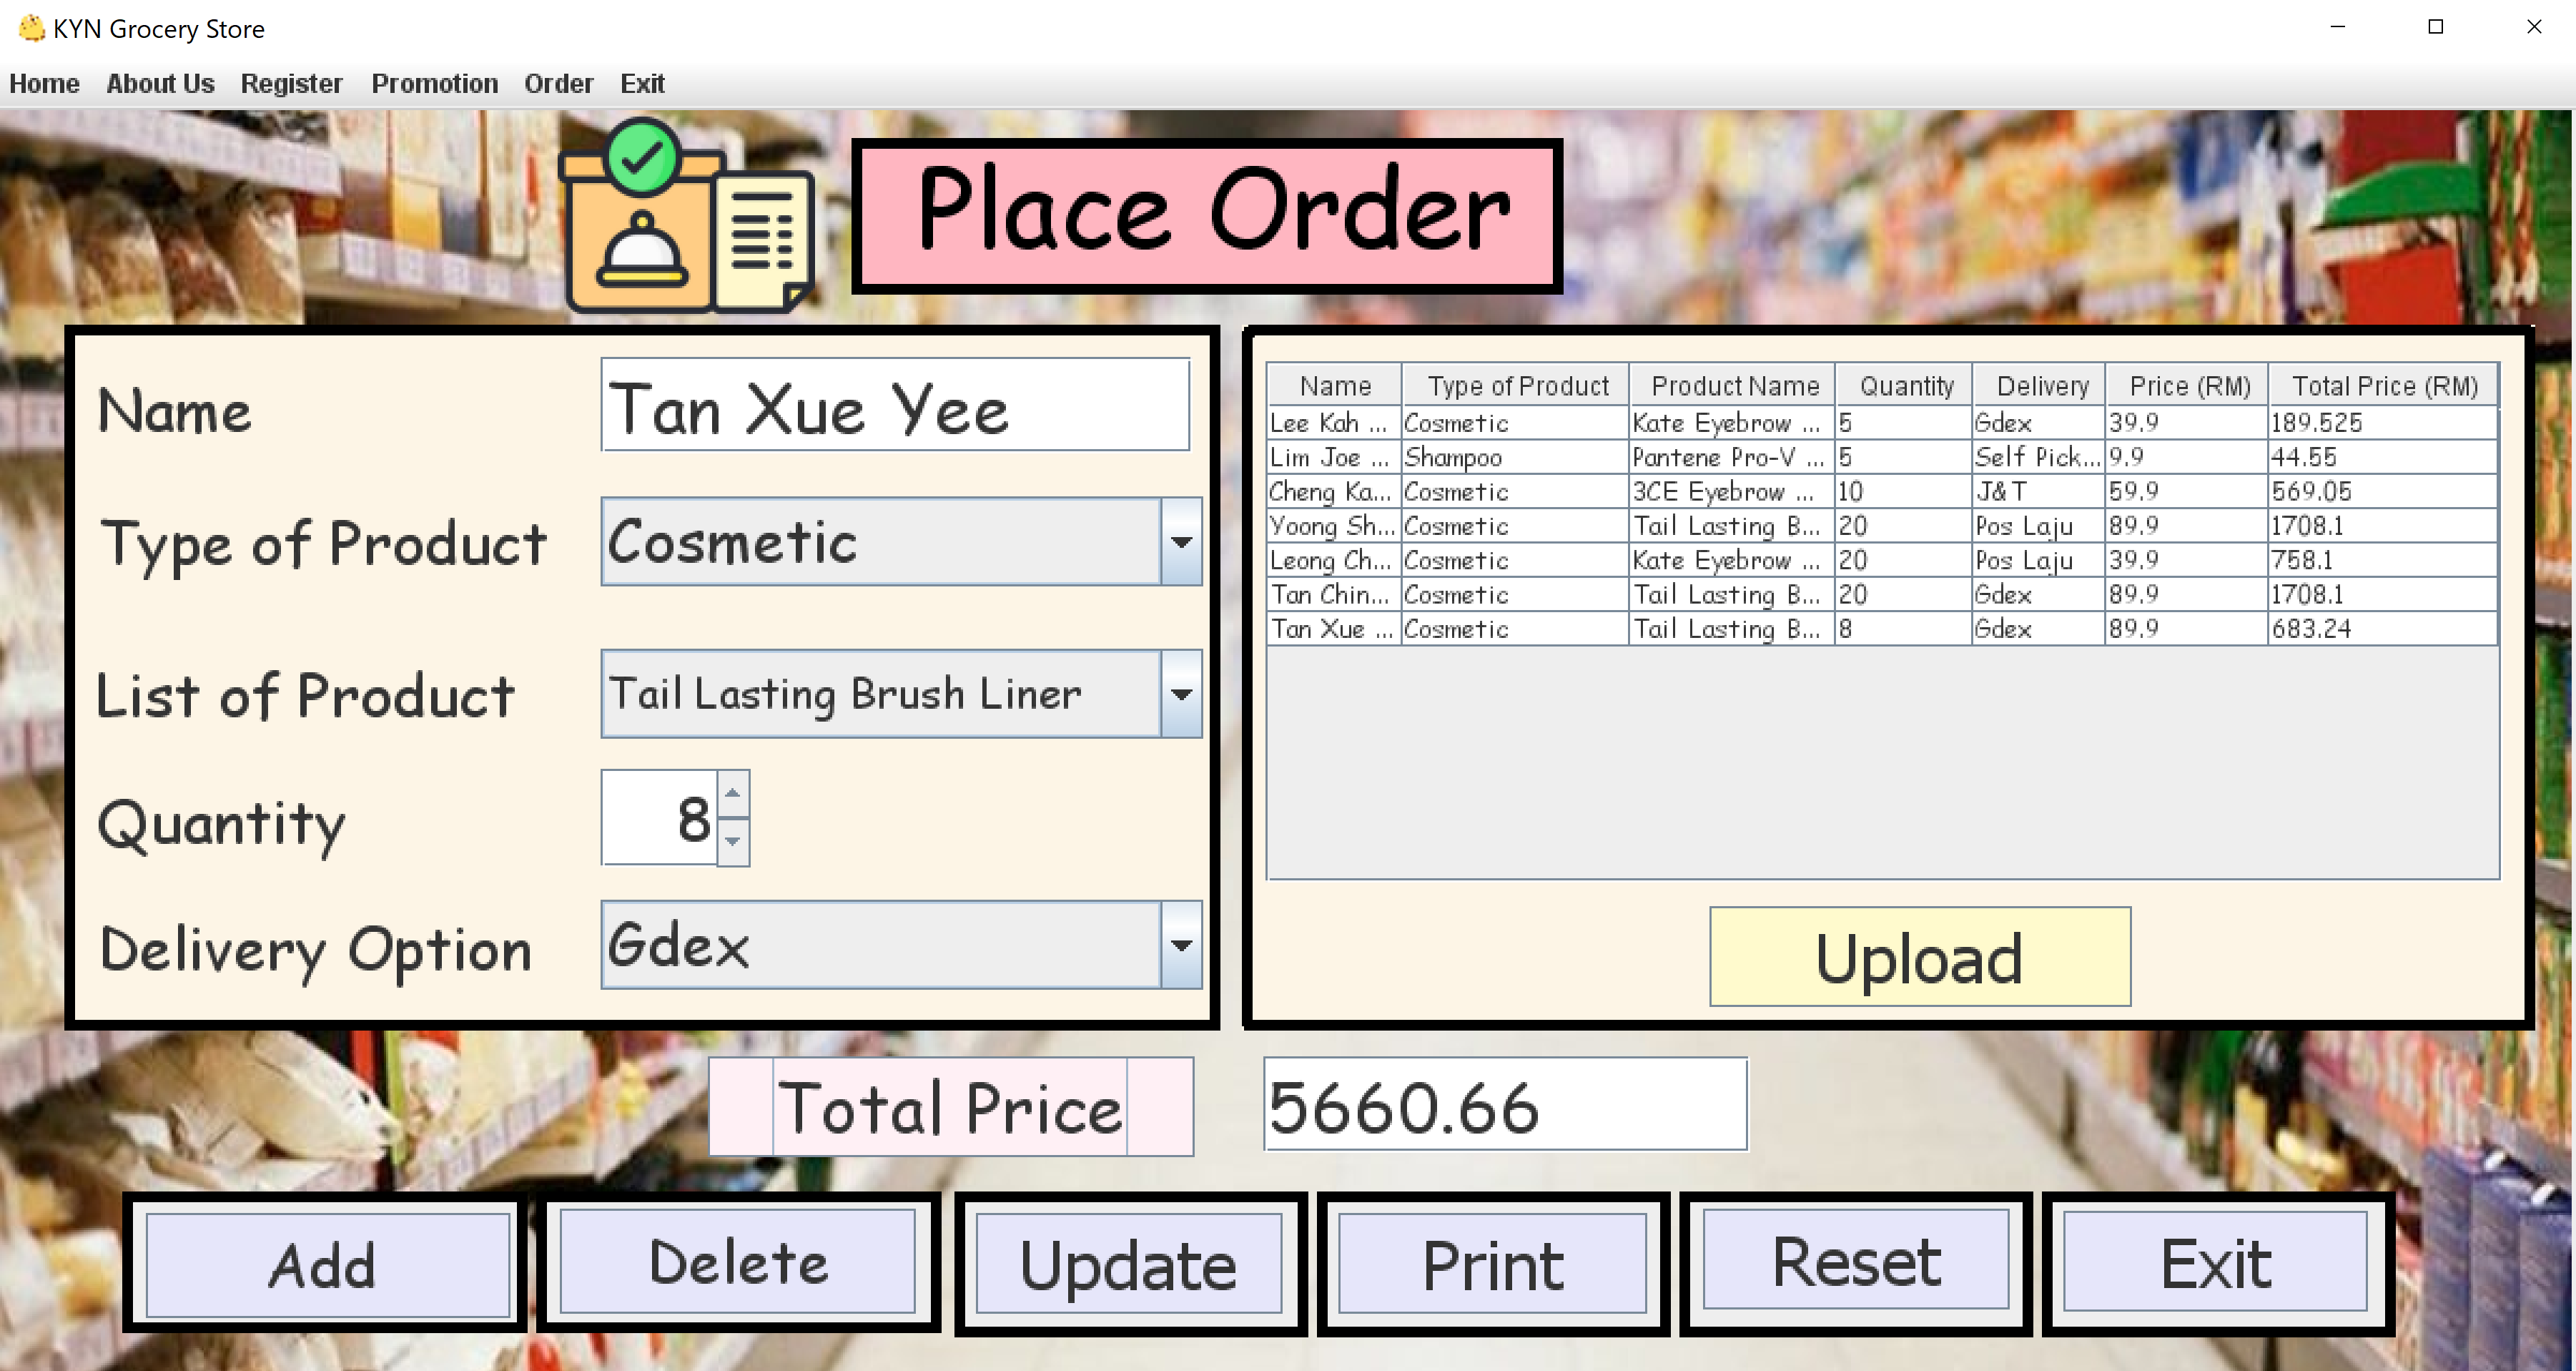 KYN Grocery Store
Home About Us Register Promotion Order Exit
Place Order
Name Tan Xue Yee
Type of Product Cosmetic
List of Product Tail Lasting Brush Liner
Quantity 8
Delivery Option Gdex
Name Type of Product Product Name Quantity Delivery Price (RM) Total Price (RM)
Lee Kah ... Cosmetic Kate Eyebrow ... 5 Gdex 39.9 189.525
Lim Joe ... Shampoo Pantene Pro-V ... 5 Self Pick... 9.9 44.55
Cheng Ka... Cosmetic 3CE Eyebrow ... 10 J&T 59.9 569.05
Yoong Sh... Cosmetic Tail Lasting B... 20 Pos Laju 89.9 1708.1
Leong Ch... Cosmetic Kate Eyebrow ... 20 Pos Laju 39.9 758.1
Tan Chin... Cosmetic Tail Lasting B... 20 Gdex 89.9 1708.1
Tan Xue ... Cosmetic Tail Lasting B... 8 Gdex 89.9 683.24
Upload
Total Price 5660.66
Add Delete Update Print Reset Exit